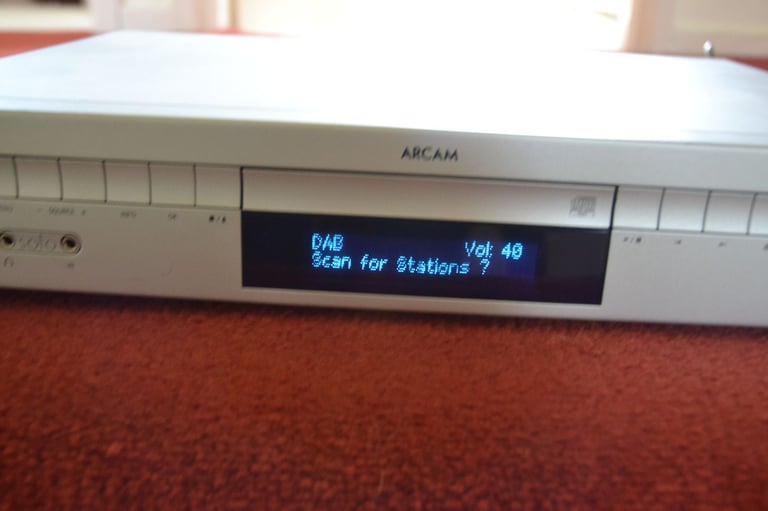 ARCAM
SOURCE
INFO
OK
solo
DAB Vol: 40
Scan for Stations ?